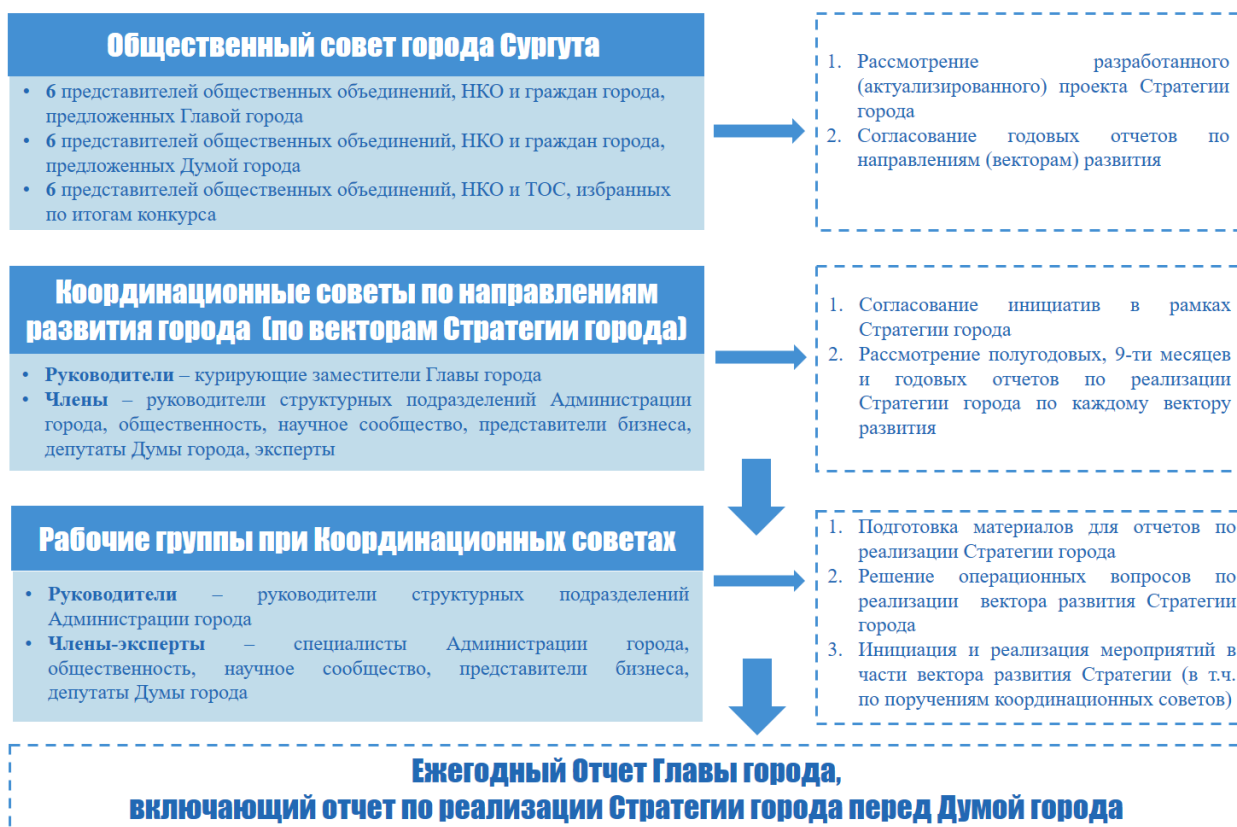 Общественный совет города Сургута
• 6 представителей общественных объединений, НКО и граждан города,
предложенных Главой города
• 6 представителей общественных объединений, НКО и граждан города,
предложенных Думой города
• 6 представителей общественных объединений, НКО и ТОС, избранных
по итогам конкурса
1. Рассмотрение разработанного
(актуализированного) проекта Стратегии
города
2. Согласование годовых отчетов по
направлениям (векторам) развития
Координационные советы по направлениям
развития города (по векторам Стратегии города)
• Руководители – курирующие заместители Главы города
• Члены – руководители структурных подразделений Администрации
города, общественность, научное сообщество, представители бизнеса,
депутаты Думы города, эксперты
1. Согласование инициатив в рамках
Стратегии города
2. Рассмотрение полугодовых, 9-ти месяцев
и годовых отчетов по реализации
Стратегии города по каждому вектору
развития
Рабочие группы при Координационных советах
• Руководители – руководители структурных подразделений
Администрации города
• Члены-эксперты – специалисты Администрации города,
общественность, научное сообщество, представители бизнеса,
депутаты Думы города
1. Подготовка материалов для отчетов по
реализации Стратегии города
2. Решение операционных вопросов по
реализации вектора развития Стратегии
города
3. Инициация и реализация мероприятий в
части вектора развития Стратегии (в т.ч.
по поручениям координационных советов)
Ежегодный Отчет Главы города,
включающий отчет по реализации Стратегии города перед Думой города